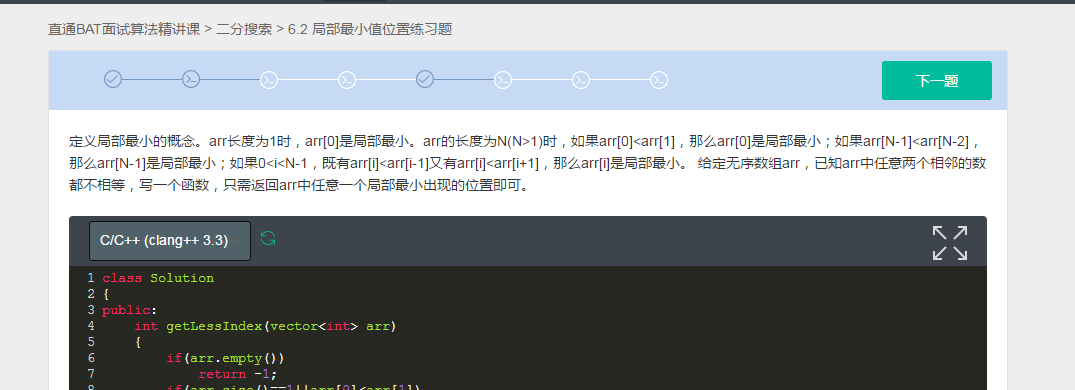 直通BAT面试算法精讲课 > 二分搜索 > 6.2 局部最小值位置练习题
下一题
定义局部最小的概念。arr长度为1时，arr[0]是局部最小。arr的长度为N(N>1)时，如果arr[0]<arr[1]，那么arr[0]是局部最小；如果arr[N-1]<arr[N-2]，
那么arr[N-1]是局部最小；如果0<i<N-1，既有arr[i]<arr[i-1]又有arr[i]<arr[i+1]，那么arr[i]是局部最小。 给定无序数组arr，已知arr中任意两个相邻的数
都不相等，写一个函数，只需返回arr中任意一个局部最小出现的位置即可。
C/C++ (clang++ 3.3)
1 class Solution
2 {
3 public:
4     int getLessIndex(vector<int> arr)
5     {
6         if(arr.empty())
7             return -1;
8         if(arr.size()==1||arr[0]<arr[1])